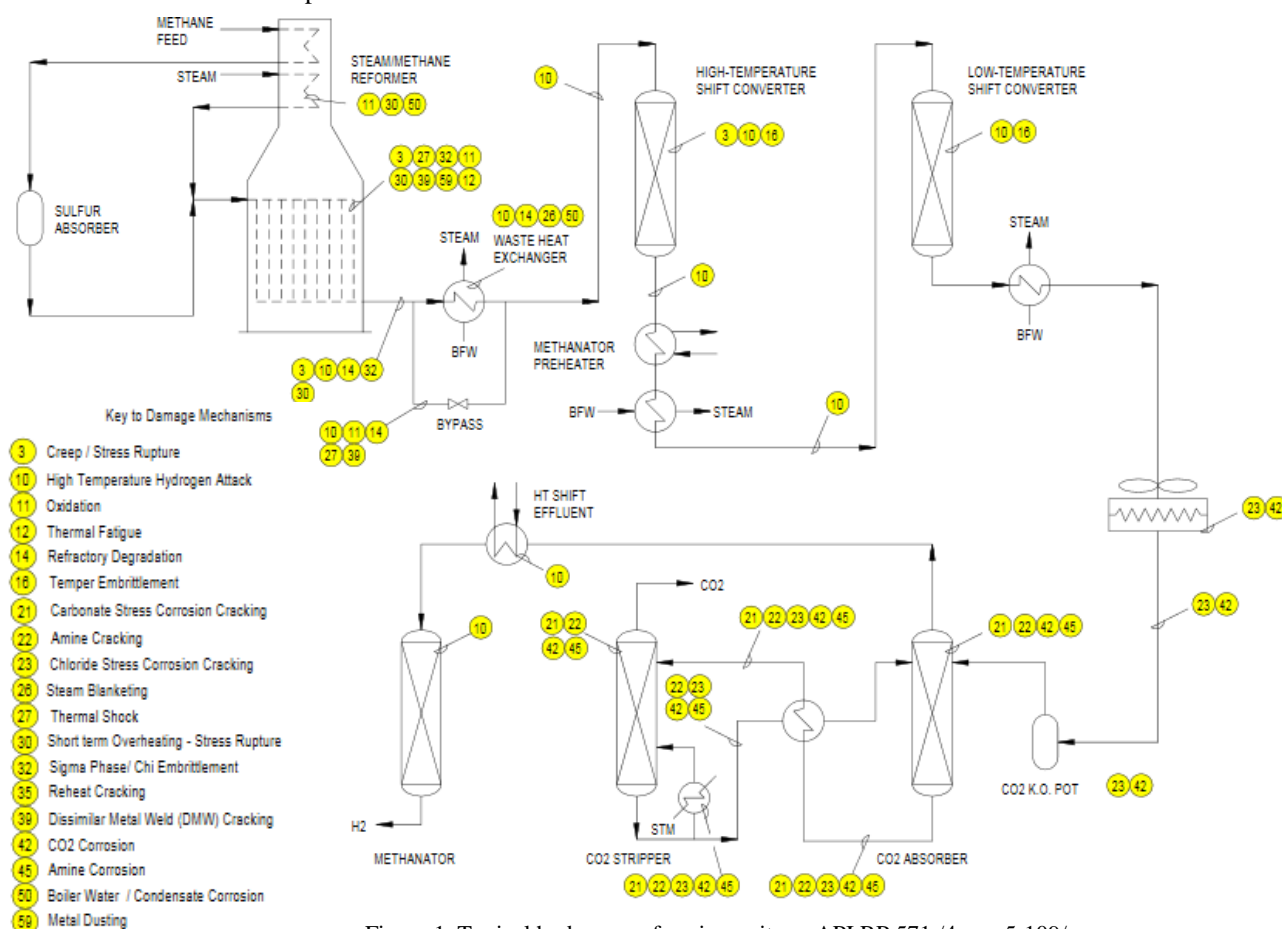 METHANE
FEED
STEAM
STEAM/METHANE
REFORMER
11 30 50
3 27 32 11
30 39 59 12
SULFUR
ABSORBER
10 14 26 50
STEAM
WASTE HEAT
EXCHANGER
BFW
3 10 14 32
30
BYPASS
10 11 14
27 39
10
HIGH-TEMPERATURE
SHIFT CONVERTER
3 10 16
10
METHANATOR
PREHEATER
BFW
STEAM
10
LOW-TEMPERATURE
SHIFT CONVERTER
10 16
STEAM
BFW
23 42
23 42
HT SHIFT
EFFLUENT
10
CO2
10
21 22
42 45
21 22 23 42 45
21 22 42 45
22 23
42 45
CO2 K.O. POT
23 42
H2
STM
METHANATOR
CO2 STRIPPER
CO2 ABSORBER
21 22 23 42 45
21 22 23 42 45
Key to Damage Mechanisms
3 Creep / Stress Rupture
10 High Temperature Hydrogen Attack
11 Oxidation
12 Thermal Fatigue
14 Refractory Degradation
16 Temper Embrittlement
21 Carbonate Stress Corrosion Cracking
22 Amine Cracking
23 Chloride Stress Corrosion Cracking
26 Steam Blanketing
27 Thermal Shock
30 Short term Overheating - Stress Rupture
32 Sigma Phase/ Chi Embrittlement
35 Reheat Cracking
39 Dissimilar Metal Weld (DMW) Cracking
42 CO2 Corrosion
45 Amine Corrosion
50 Boiler Water / Condensate Corrosion
59 Metal Dusting